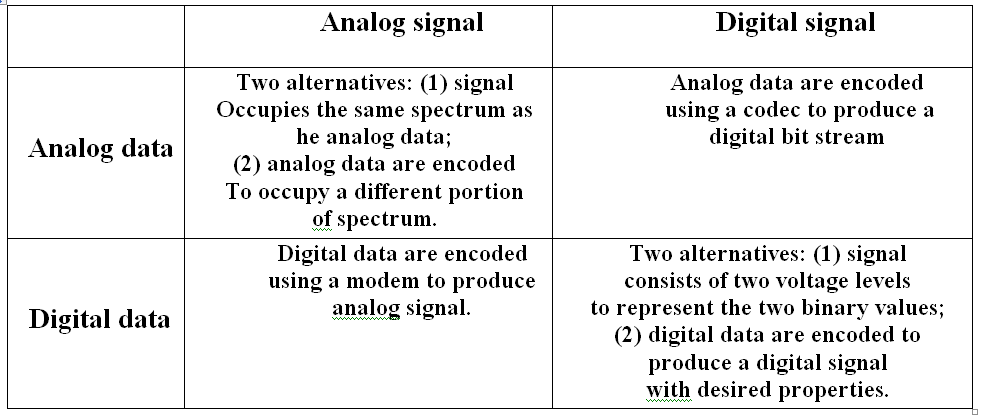 Analog signal
Digital signal
Analog data
Two alternatives: (1) signal
Occupies the same spectrum as
he analog data;
(2) analog data are encoded
To occupy a different portion
of spectrum.
Analog data are encoded
using a codec to produce a
digital bit stream
Digital data
Digital data are encoded
using a modem to produce
analog signal.
Two alternatives: (1) signal
consists of two voltage levels
to represent the two binary values;
(2) digital data are encoded to
produce a digital signal
with desired properties.